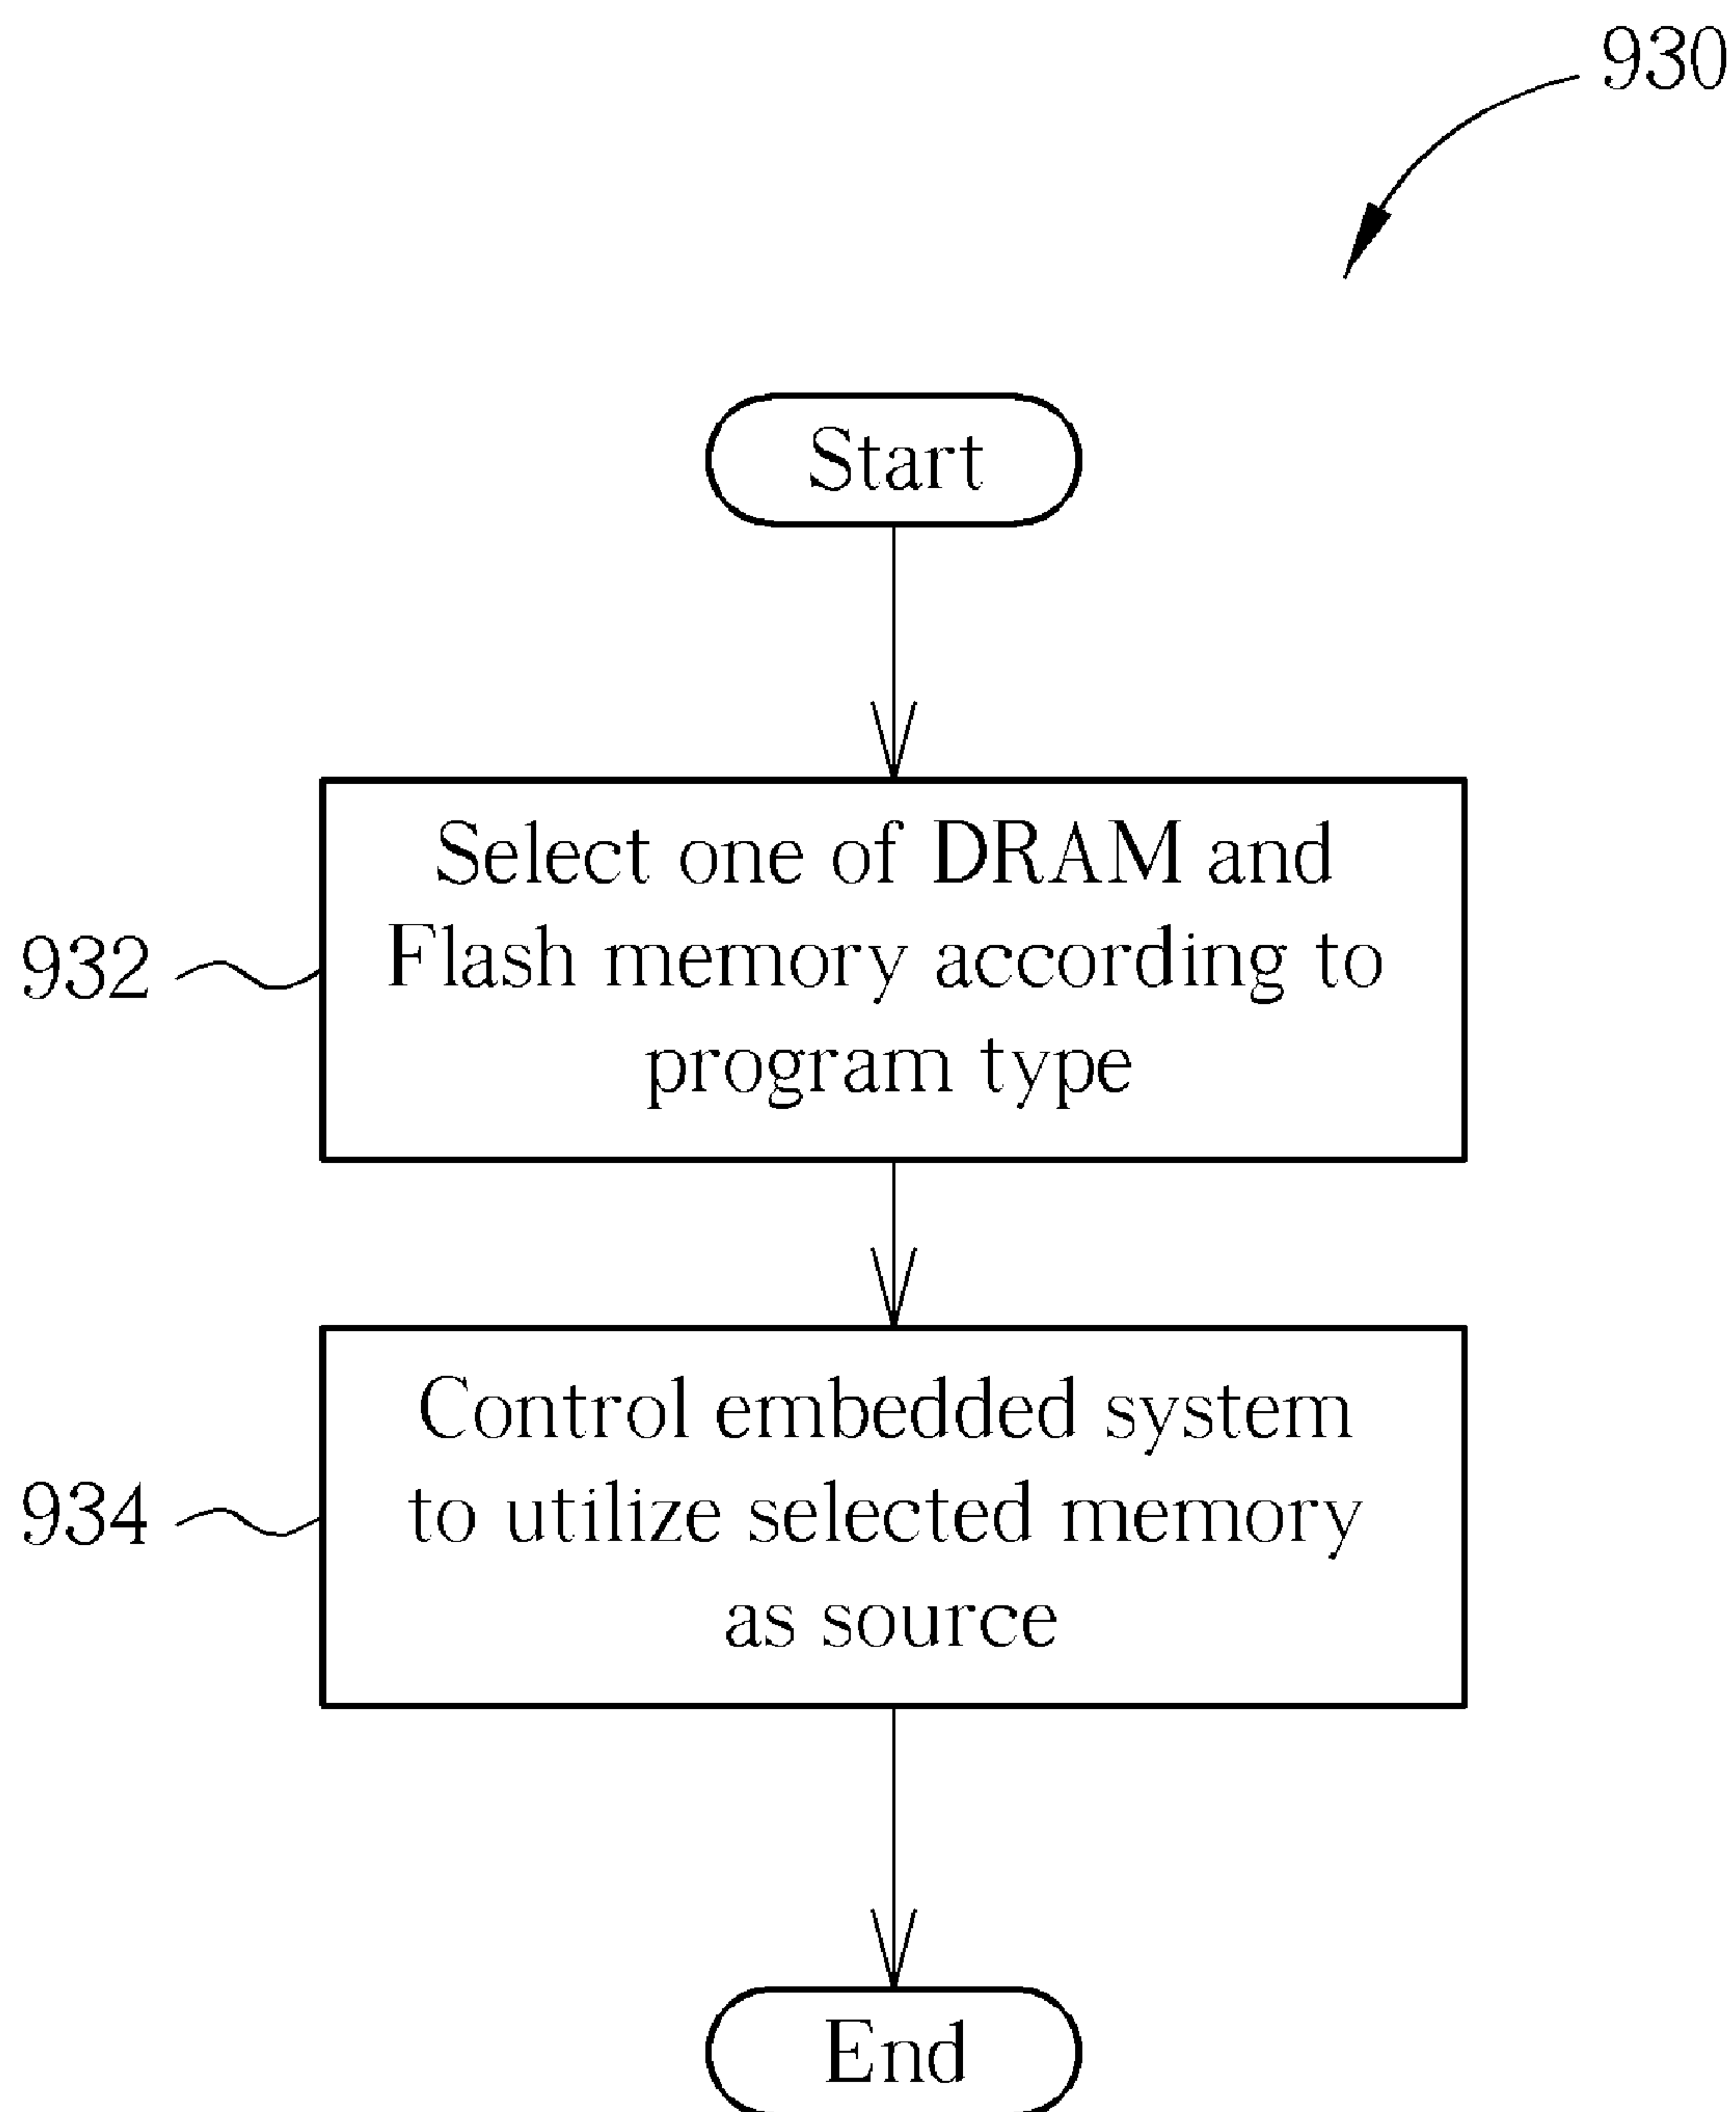 930
Start
Select one of DRAM and
Flash memory according to
program type
932
Control embedded system
to utilize selected memory
as source
934
End